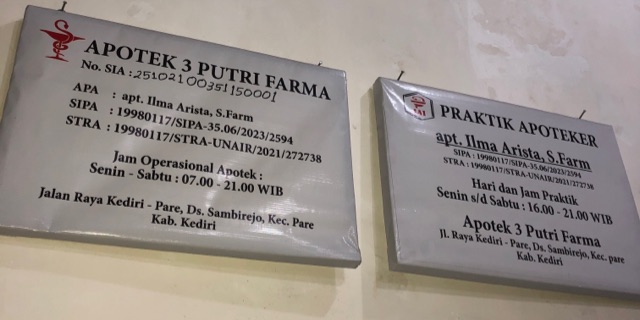 APOTEK 3 PUTRI FARMA
No. SIA : 25102100351150001
APA : apt. Ilma Arista, S.Farm
SIPA : 19980117/SIPA-35.06/2023/2594
STRA : 19980117/STRA-UNAIR/2021/272738
Jam Operasional Apotek :
Senin - Sabtu : 07.00 - 21.00 WIB
Jalan Raya Kediri - Pare, Ds. Sambirejo, Kec. Pare
Kab. Kediri
PRAKTIK APOTEKER
apt. Ilma Arista, S.Farm
SIPA : 19980117/SIPA-35.06/2023/2594
STRA : 19980117/STRA-UNAIR/2021/272738
Hari dan Jam Praktik
Senin s/d Sabtu : 16.00 - 21.00 WIB
Apotek 3 Putri Farma
Jl. Raya Kediri - Pare, Ds. Sambirejo, Kec. pare
Kab. Kediri